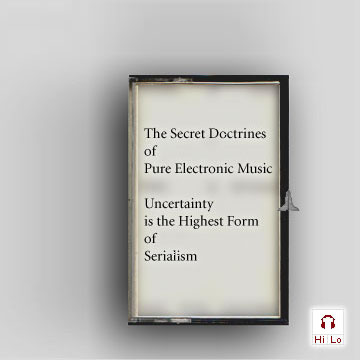 The Secret Doctrines
of
Pure Electronic Music
Uncertainty
is the Highest Form
of
Serialism
Hi Lo